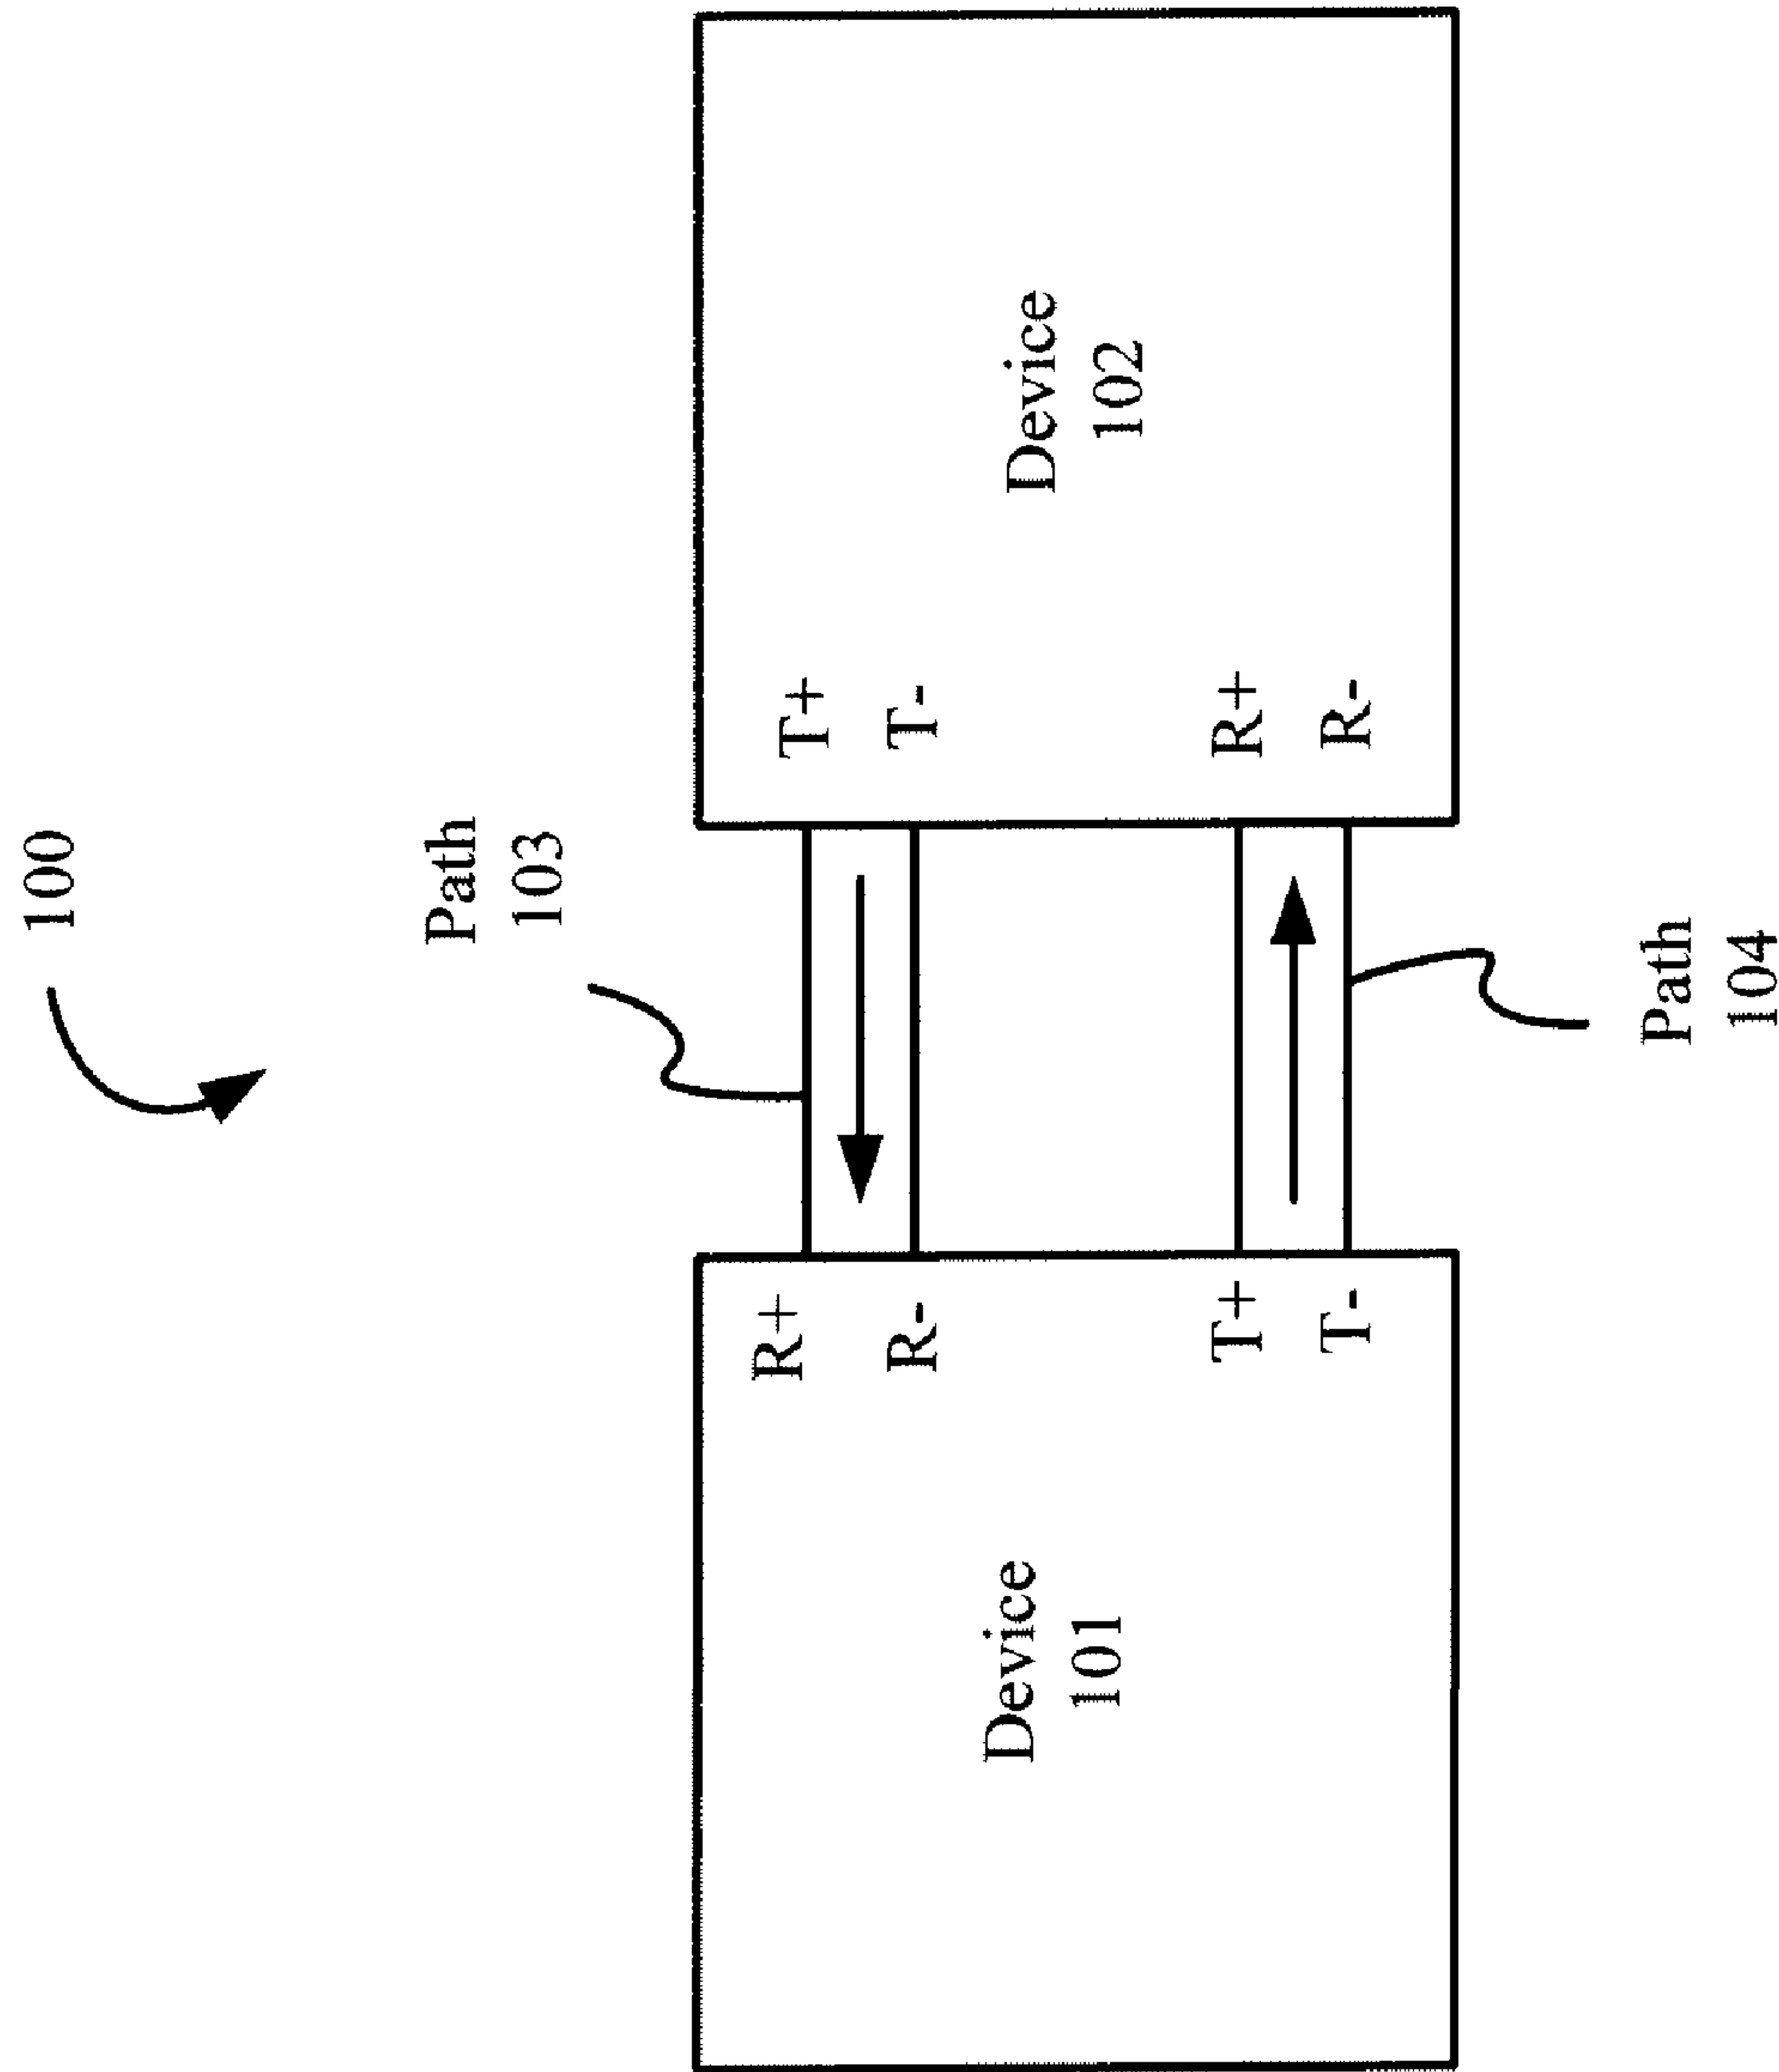 100
Path
103
R+
T+
R-
T-
Device
101
Device
102
T+
R+
T-
R-
Path
104